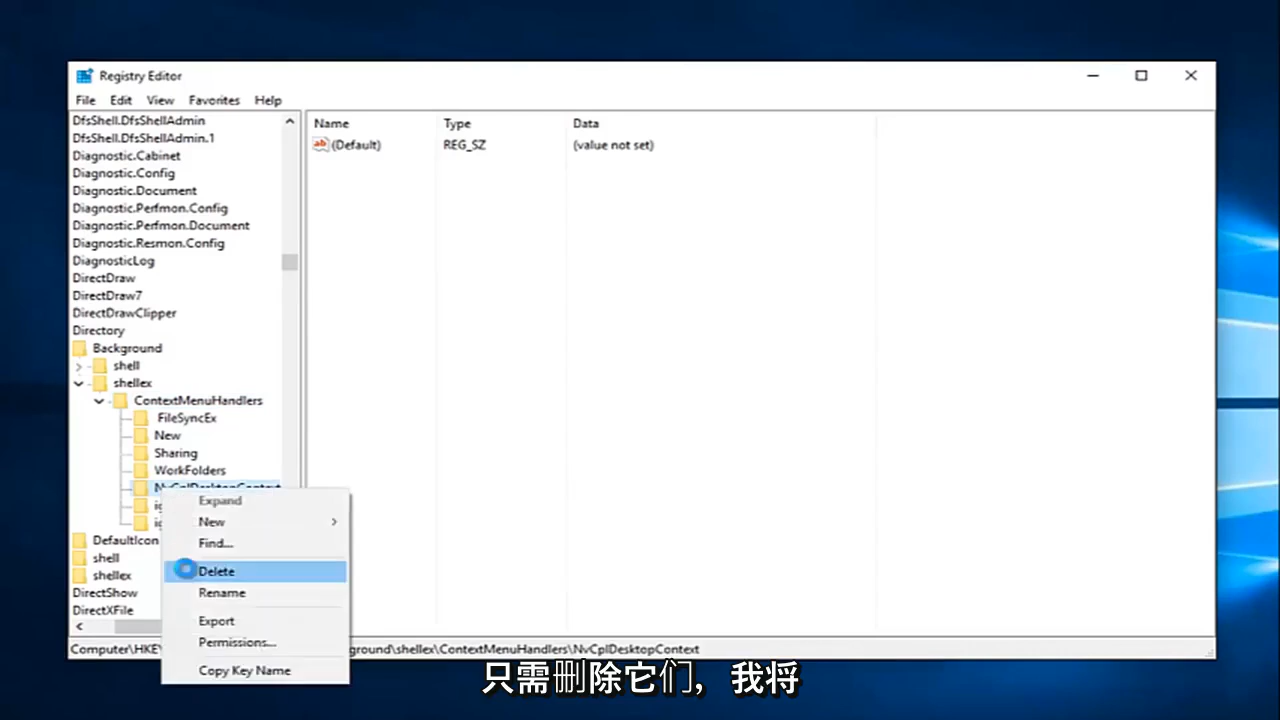 Registry Editor
File Edit View Favorites Help
DfsShell.DfsShellAdmin
DfsShell.DfsShellAdmin.1
Diagnostic.Cabinet
Diagnostic.Config
Diagnostic.Document
Diagnostic.Perfmon.Config
Diagnostic.Perfmon.Document
Diagnostic.Resmon.Config
DiagnosticLog
DirectDraw
DirectDraw7
DirectDrawClipper
Directory
Background
shell
shellex
ContextMenuHandlers
FileSyncEx
New
Sharing
WorkFolders
NvCplDesktopContext
DefaultIcon
shell
shellex
DirectShow
DirectXFile
Name Type Data
(Default) REG_SZ (value not set)
Expand
New
Find...
Delete
Rename
Export
Permissions...
Copy Key Name
Computer\HKE ground\shellex\ContextMenuHandlers\NvCplDesktopContext
只需删除它们，我将